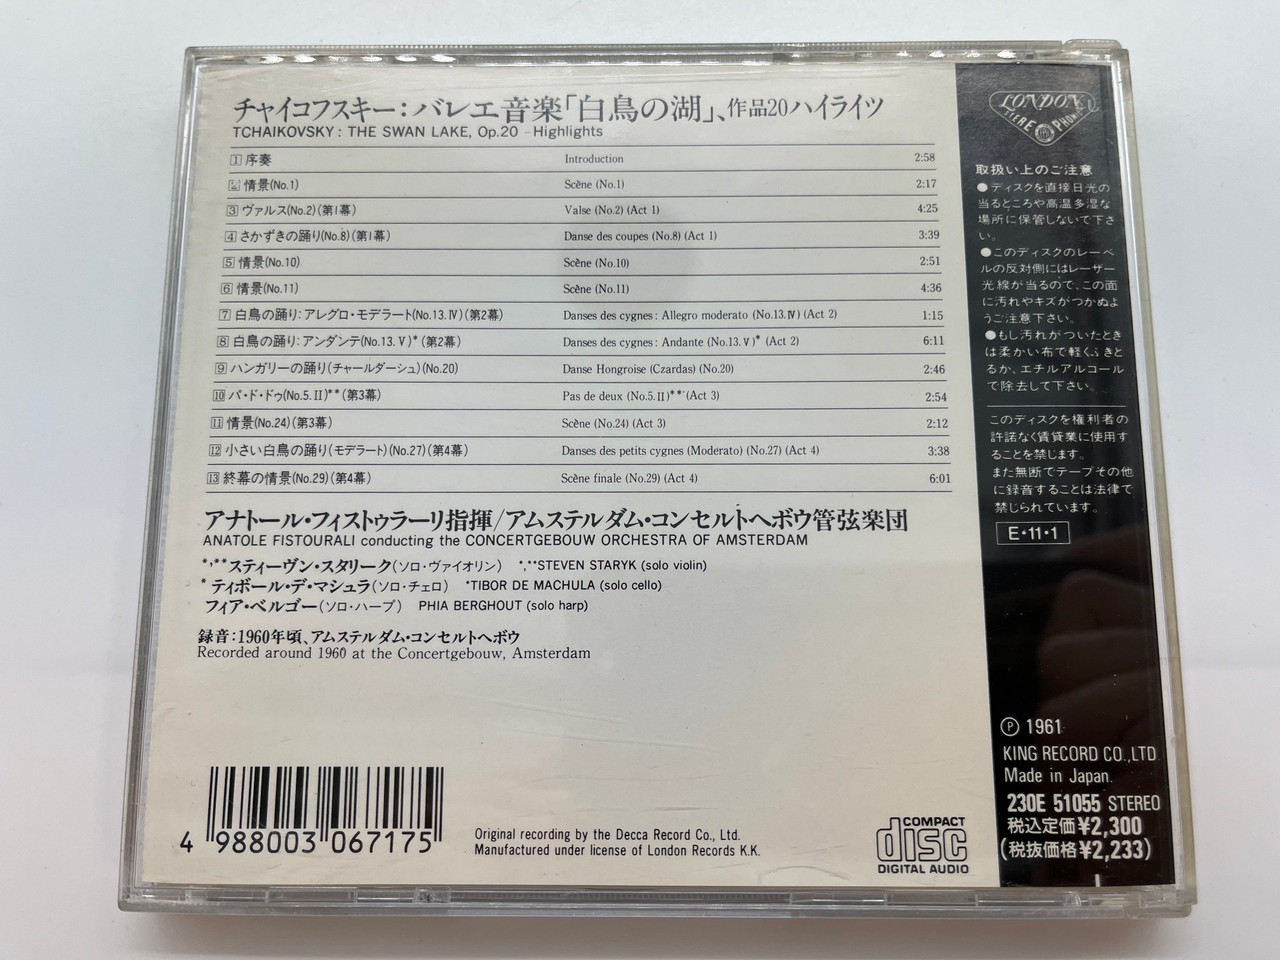 チャイコフスキー：バレエ音楽「白鳥の湖」、作品20ハイライツ
TCHAIKOVSKY : THE SWAN LAKE, Op.20 – Highlights
1 序奏 Introduction 2:58
2 情景(No.1) Scène (No.1) 2:17
3 ヴァルス(No.2)(第1幕) Valse (No.2) (Act 1) 4:25
4 さかずきの踊り(No.8)(第1幕) Danse des coupes (No.8) (Act 1) 3:39
5 情景(No.10) Scène (No.10) 2:51
6 情景(No.11) Scène (No.11) 4:36
7 白鳥の踊り：アレグロ・モデラート(No.13.Ⅳ)(第2幕) Danses des cygnes : Allegro moderato (No.13.Ⅳ) (Act 2) 1:15
8 白鳥の踊り：アンダンテ(No.13.Ⅴ)*(第2幕) Danses des cygnes : Andante (No.13.Ⅴ)* (Act 2) 6:11
9 ハンガリーの踊り(チャールダーシュ)(No.20) Danse Hongroise (Czardas) (No.20) 2:46
10 パ・ド・ドゥ(No.5.Ⅱ)**(第3幕) Pas de deux (No.5.Ⅱ)**(Act 3) 2:54
11 情景(No.24)(第3幕) Scène (No.24) (Act 3) 2:12
12 小さい白鳥の踊り(モデラート)(No.27)(第4幕) Danses des petits cygnes (Moderato) (No.27) (Act 4) 3:38
13 終幕の情景(No.29)(第4幕) Scène finale (No.29) (Act 4) 6:01
アナトール・フィストゥラーリ指揮／アムステルダム・コンセルトヘボウ管弦楽団
ANATOLE FISTOURALI conducting the CONCERTGEBOUW ORCHESTRA OF AMSTERDAM
*,**スティーヴン・スタリーク(ソロ・ヴァイオリン) *,**STEVEN STARYK (solo violin)
*ティボール・デ・マシュラ(ソロ・チェロ) *TIBOR DE MACHULA (solo cello)
フィア・ベルゴー(ソロ・ハープ) PHIA BERGHOUT (solo harp)
録音：1960年頃、アムステルダム・コンセルトヘボウ
Recorded around 1960 at the Concertgebouw, Amsterdam
4 988003 067175
Original recording by the Decca Record Co., Ltd.
Manufactured under license of London Records K.K.
COMPACT
disc
DIGITAL AUDIO
LONDON
STEREO PHONIC
取扱い上のご注意
●ディスクを直接日光の
当るところや高温多湿な
場所に保管しないで下さ
い。
●このディスクのレーベ
ルの反対側にはレーザー
光線が当るので、この面
に汚れやキズがつかぬよ
うご注意下さい。
●もし汚れがついたとき
は柔かい布で軽くふきと
るか、エチルアルコール
で除去して下さい。
このディスクを権利者の
許諾なく賃貸業に使用す
ることを禁じます。
また無断でテープその他
に録音することは法律で
禁じられています。
E・11・1
Ⓟ 1961
KING RECORD CO.,LTD.
Made in Japan.
230E 51055 STEREO
税込定価¥2,300
(税抜価格¥2,233)